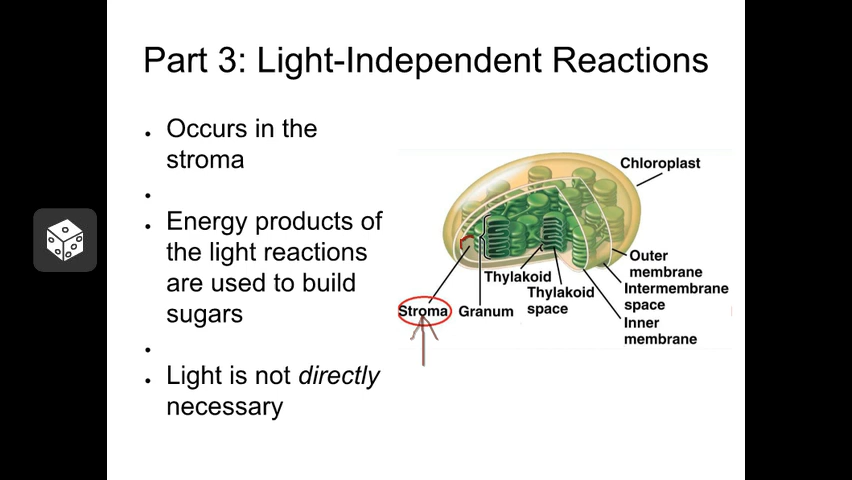 Part 3: Light-Independent Reactions
• Occurs in the
stroma
•
• Energy products of
the light reactions
are used to build
sugars
•
• Light is not directly
necessary
Chloroplast
Outer
membrane
Intermembrane
space
Inner
membrane
Thylakoid
Thylakoid
space
Granum
Stroma